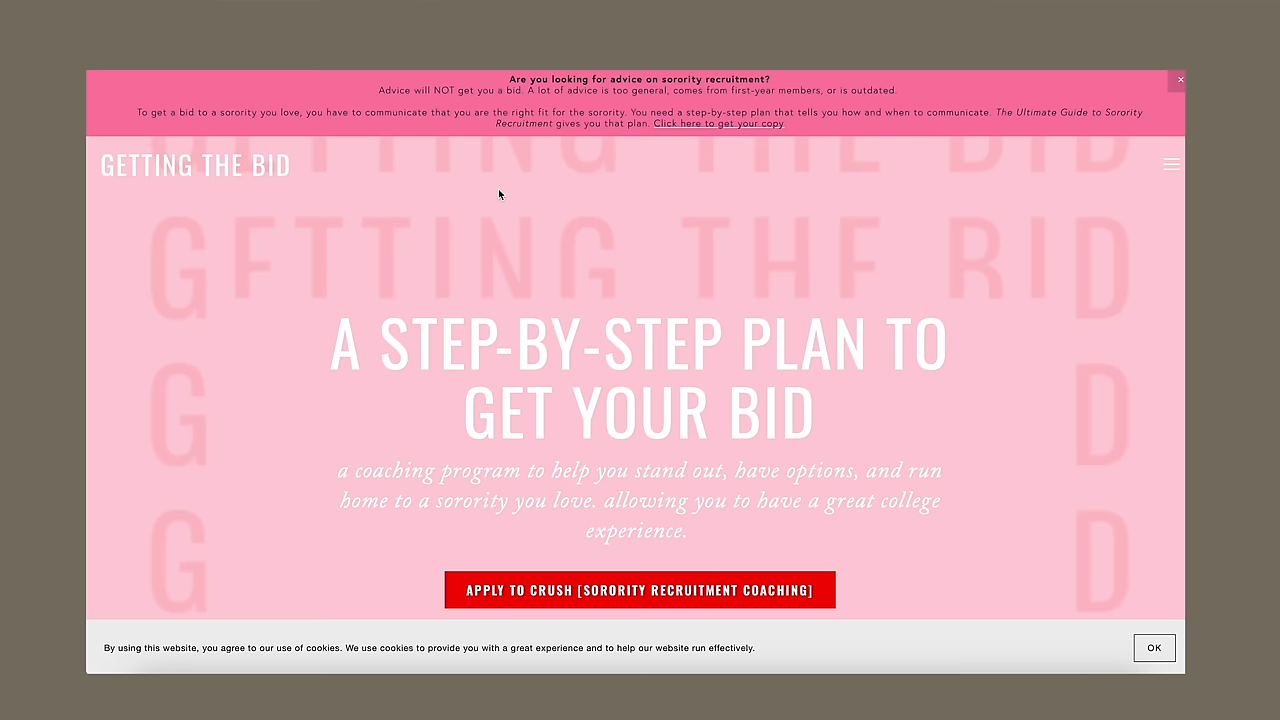 Are you looking for advice on sorority recruitment?
Advice will NOT get you a bid. A lot of advice is too general, comes from first-year members, or is outdated.
To get a bid to a sorority you love, you have to communicate that you are the right fit for the sorority. You need a step-by-step plan that tells you how and when to communicate. The Ultimate Guide to Sorority
Recruitment gives you that plan. Click here to get your copy
GETTING THE BID
GETTING THE BID
GETTING THE BID
A STEP-BY-STEP PLAN TO
GET YOUR BID
G D
a coaching program to help you stand out, have options, and run
home to a sorority you love. allowing you to have a great college
experience.
G D
APPLY TO CRUSH [SORORITY RECRUITMENT COACHING]
By using this website, you agree to our use of cookies. We use cookies to provide you with a great experience and to help our website run effectively.
OK